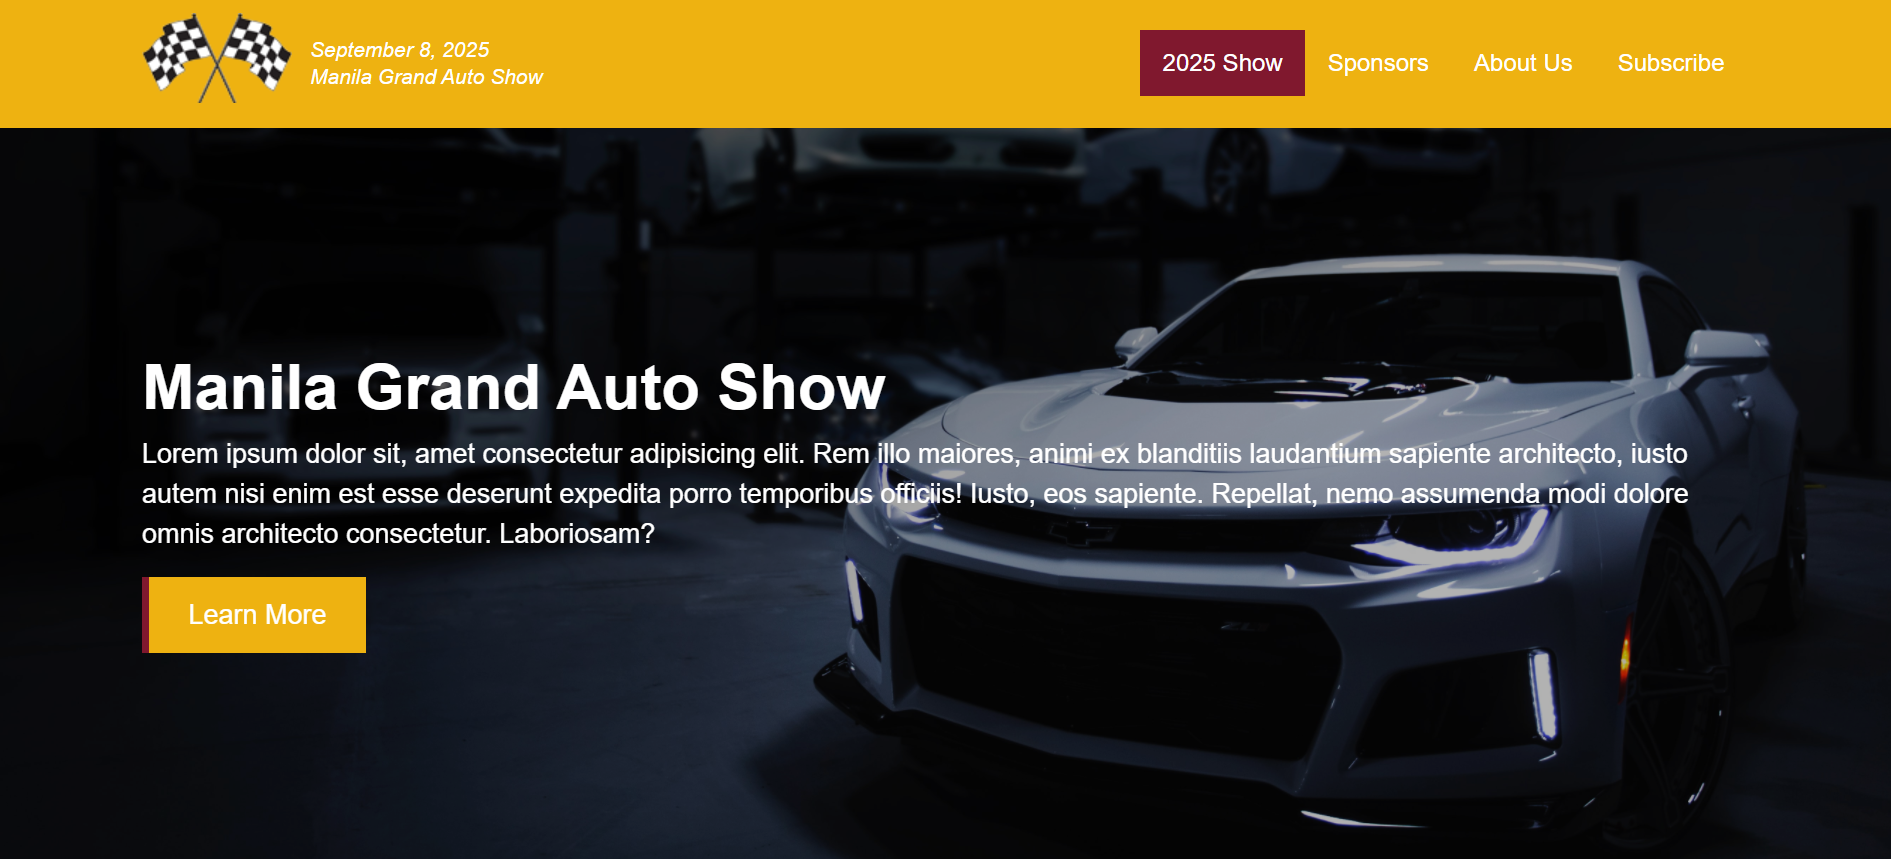 September 8, 2025
Manila Grand Auto Show
2025 Show Sponsors About Us Subscribe
Manila Grand Auto Show
Lorem ipsum dolor sit, amet consectetur adipisicing elit. Rem illo maiores, animi ex blanditiis laudantium sapiente architecto, iusto
autem nisi enim est esse deserunt expedita porro temporibus officiis! Iusto, eos sapiente. Repellat, nemo assumenda modi dolore
omnis architecto consectetur. Laboriosam?
Learn More
ZL1